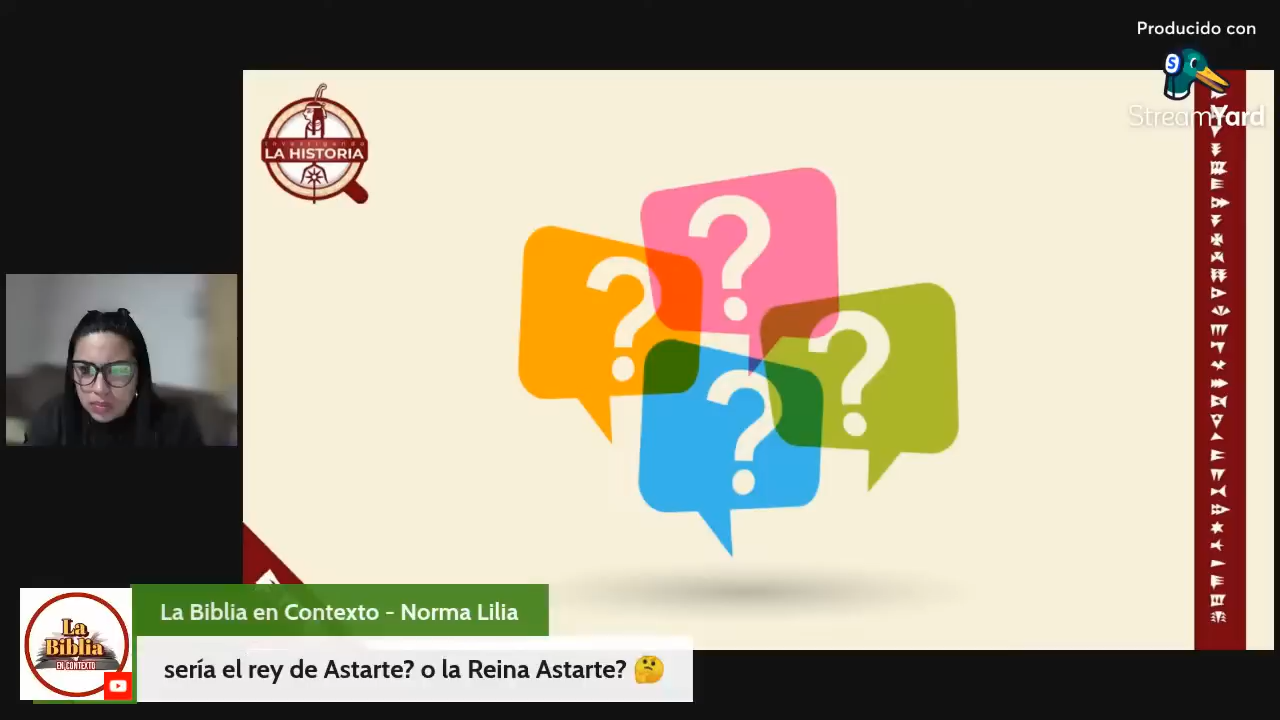 Producido con
StreamYard
Investigando
LA HISTORIA
?
?
?
?
La Biblia en Contexto - Norma Lilia
La
Biblia
EN CONTEXTO
sería el rey de Astarte? o la Reina Astarte? 🤔